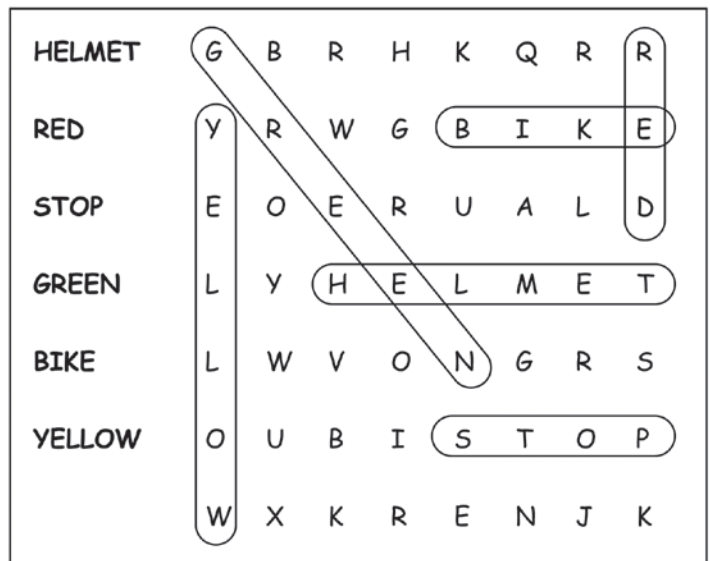 HELMET G B R H K Q R R
RED Y R W G B I K E
STOP E O E R U A L D
GREEN L Y H E L M E T
BIKE L W V O N G R S
YELLOW O U B I S T O P
W X K R E N J K